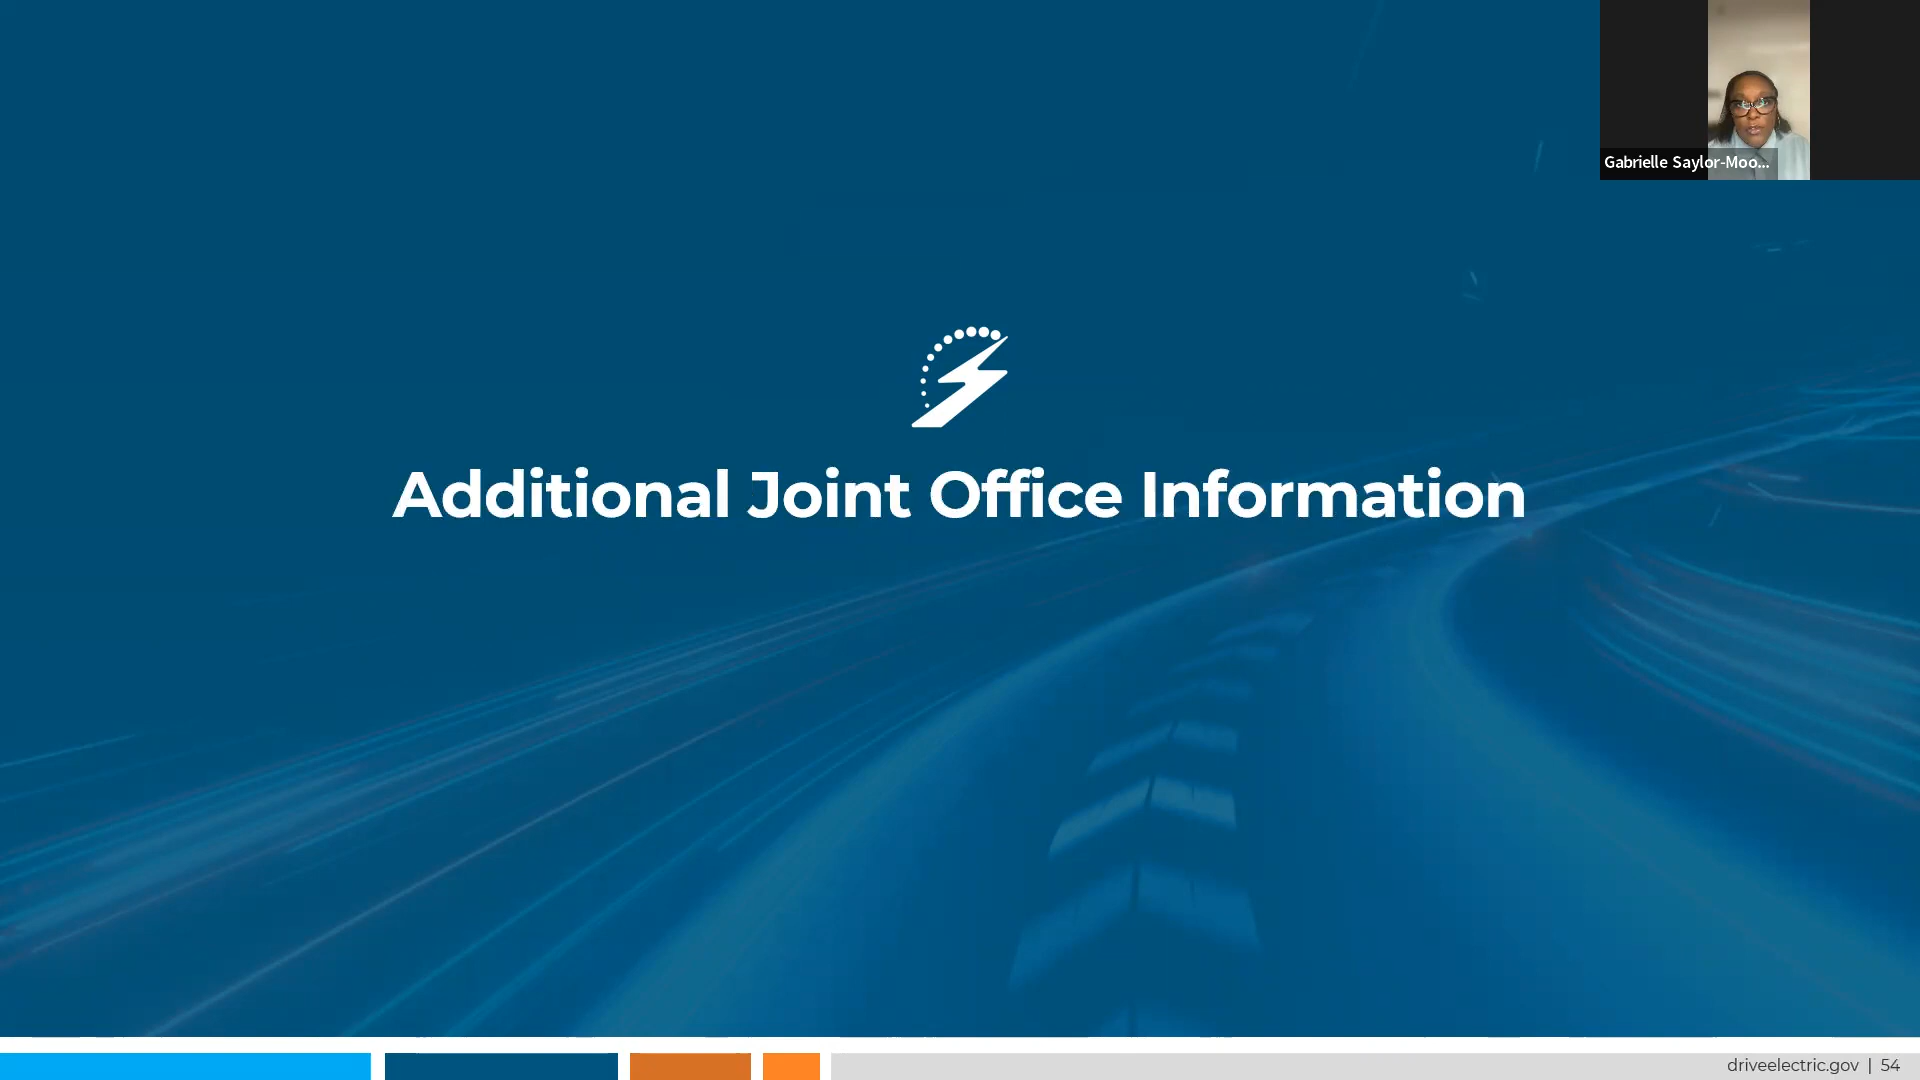 Gabrielle Saylor-Moo...
Additional Joint Office Information
driveelectric.gov | 54